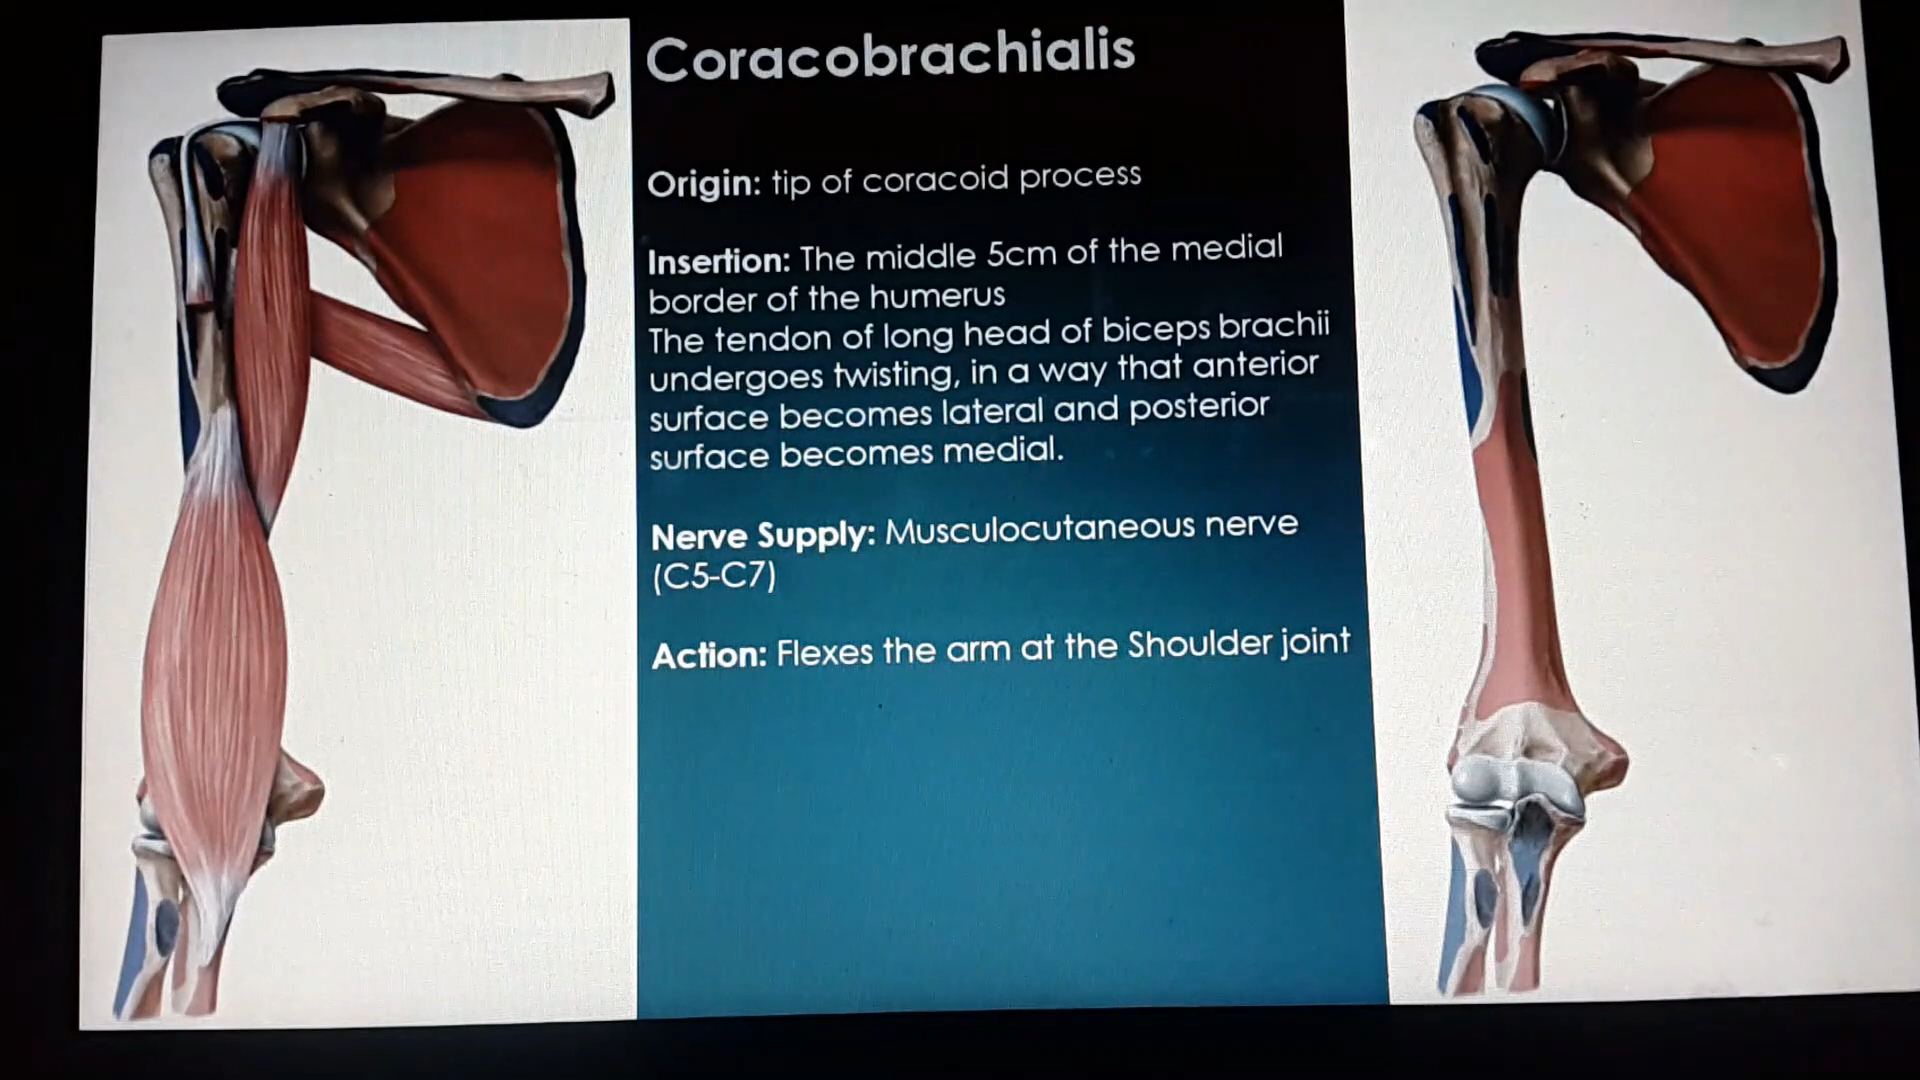 Coracobrachialis
Origin: tip of coracoid process
Insertion: The middle 5cm of the medial
border of the humerus
The tendon of long head of biceps brachii
undergoes twisting, in a way that anterior
surface becomes lateral and posterior
surface becomes medial.
Nerve Supply: Musculocutaneous nerve
(C5-C7)
Action: Flexes the arm at the Shoulder joint